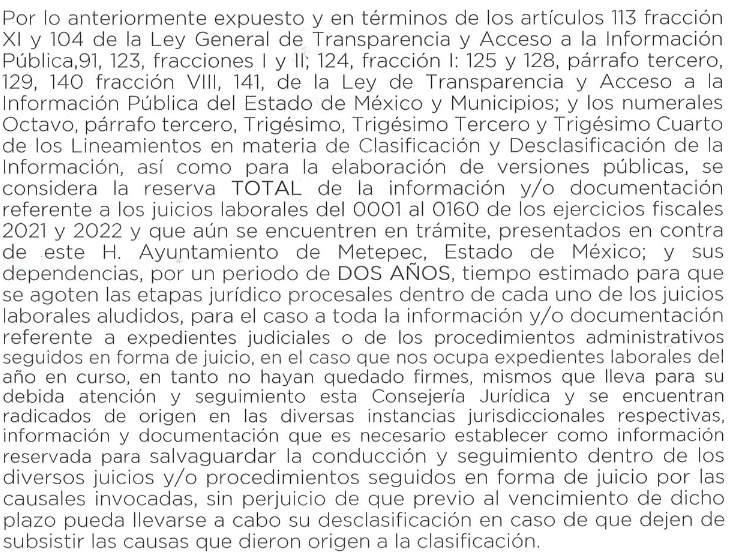 Por lo anteriormente expuesto y en términos de los artículos 113 fracción
XI y 104 de la Ley General de Transparencia y Acceso a la Información
Pública,91, 123, fracciones I y II; 124, fracción I: 125 y 128, párrafo tercero,
129, 140 fracción VIII, 141, de la Ley de Transparencia y Acceso a la
Información Pública del Estado de México y Municipios; y los numerales
Octavo, párrafo tercero, Trigésimo, Trigésimo Tercero y Trigésimo Cuarto
de los Lineamientos en materia de Clasificación y Desclasificación de la
Información, así como para la elaboración de versiones públicas, se
considera la reserva TOTAL de la información y/o documentación
referente a los juicios laborales del 0001 al 0160 de los ejercicios fiscales
2021 y 2022 y que aún se encuentren en trámite, presentados en contra
de este H. Ayuntamiento de Metepec, Estado de México; y sus
dependencias, por un periodo de DOS AÑOS, tiempo estimado para que
se agoten las etapas jurídico procesales dentro de cada uno de los juicios
laborales aludidos, para el caso a toda la información y/o documentación
referente a expedientes judiciales o de los procedimientos administrativos
seguidos en forma de juicio, en el caso que nos ocupa expedientes laborales del
año en curso, en tanto no hayan quedado firmes, mismos que lleva para su
debida atención y seguimiento esta Consejería Jurídica y se encuentran
radicados de origen en las diversas instancias jurisdiccionales respectivas,
información y documentación que es necesario establecer como información
reservada para salvaguardar la conducción y seguimiento dentro de los
diversos juicios y/o procedimientos seguidos en forma de juicio por las
causales invocadas, sin perjuicio de que previo al vencimiento de dicho
plazo pueda llevarse a cabo su desclasificación en caso de que dejen de
subsistir las causas que dieron origen a la clasificación.